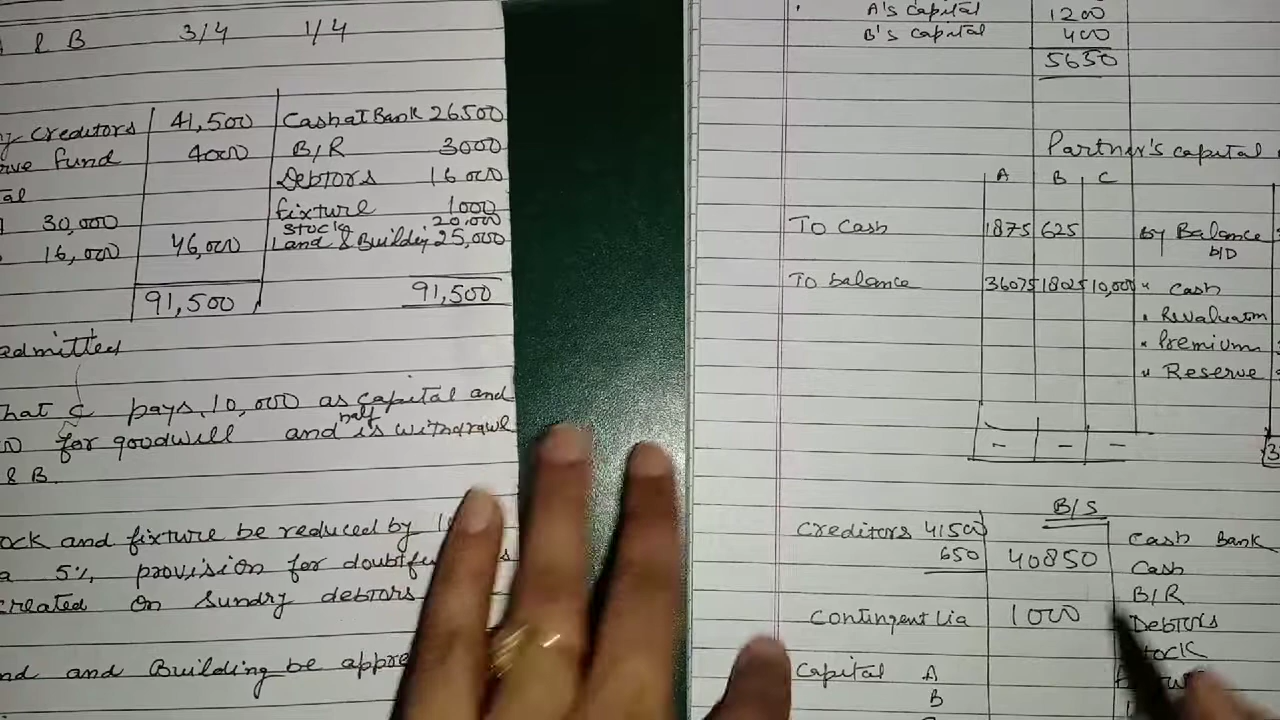 & B 3/4 1/4
Creditors 41,500 Cash at Bank 26500
Fund 4000 B/R 3000
Debtors 16000
30,000 fixture 1000
Stock 20,000
16,000 46,000 Land & Building 25,000
91,500 91,500
admitted
that C pays 10,000 as capital and
for goodwill and half is withdrawl
& B.
and fixture be reduced by
a 5% provision for
created on Sundry debtors
and Building be
A's capital 1200
B's capital 400
5650
Partner's capital
A B C
To Cash 1875 625 By Balance
b/D
To balance 36075 18025 10,000 " Cash
" Revaluation
" Premium
" Reserve
- - -
B/S
Creditors 41500 Cash Bank
650 40850 Cash
B/R
Contingent Lia 1000 Debtors
Capital A
B